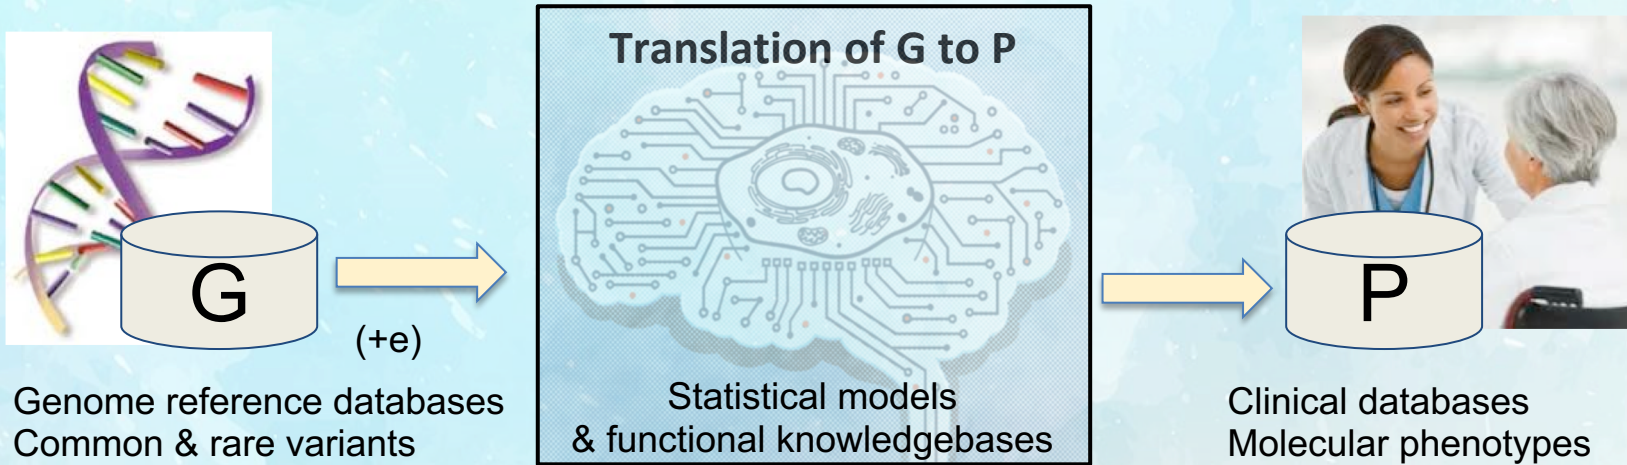 Translation of G to P
G
(+e)
P
Genome reference databases
Common & rare variants
Statistical models
& functional knowledgebases
Clinical databases
Molecular phenotypes